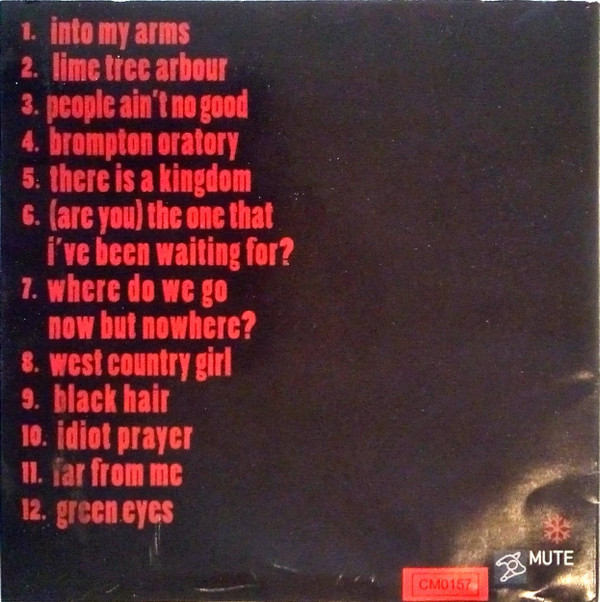 1. into my arms
2. lime tree arbour
3. people ain't no good
4. brompton oratory
5. there is a kingdom
6. (are you) the one that
i've been waiting for?
7. where do we go
now but nowhere?
8. west country girl
9. black hair
10. idiot prayer
11. far from me
12. green eyes
MUTE
CM0157